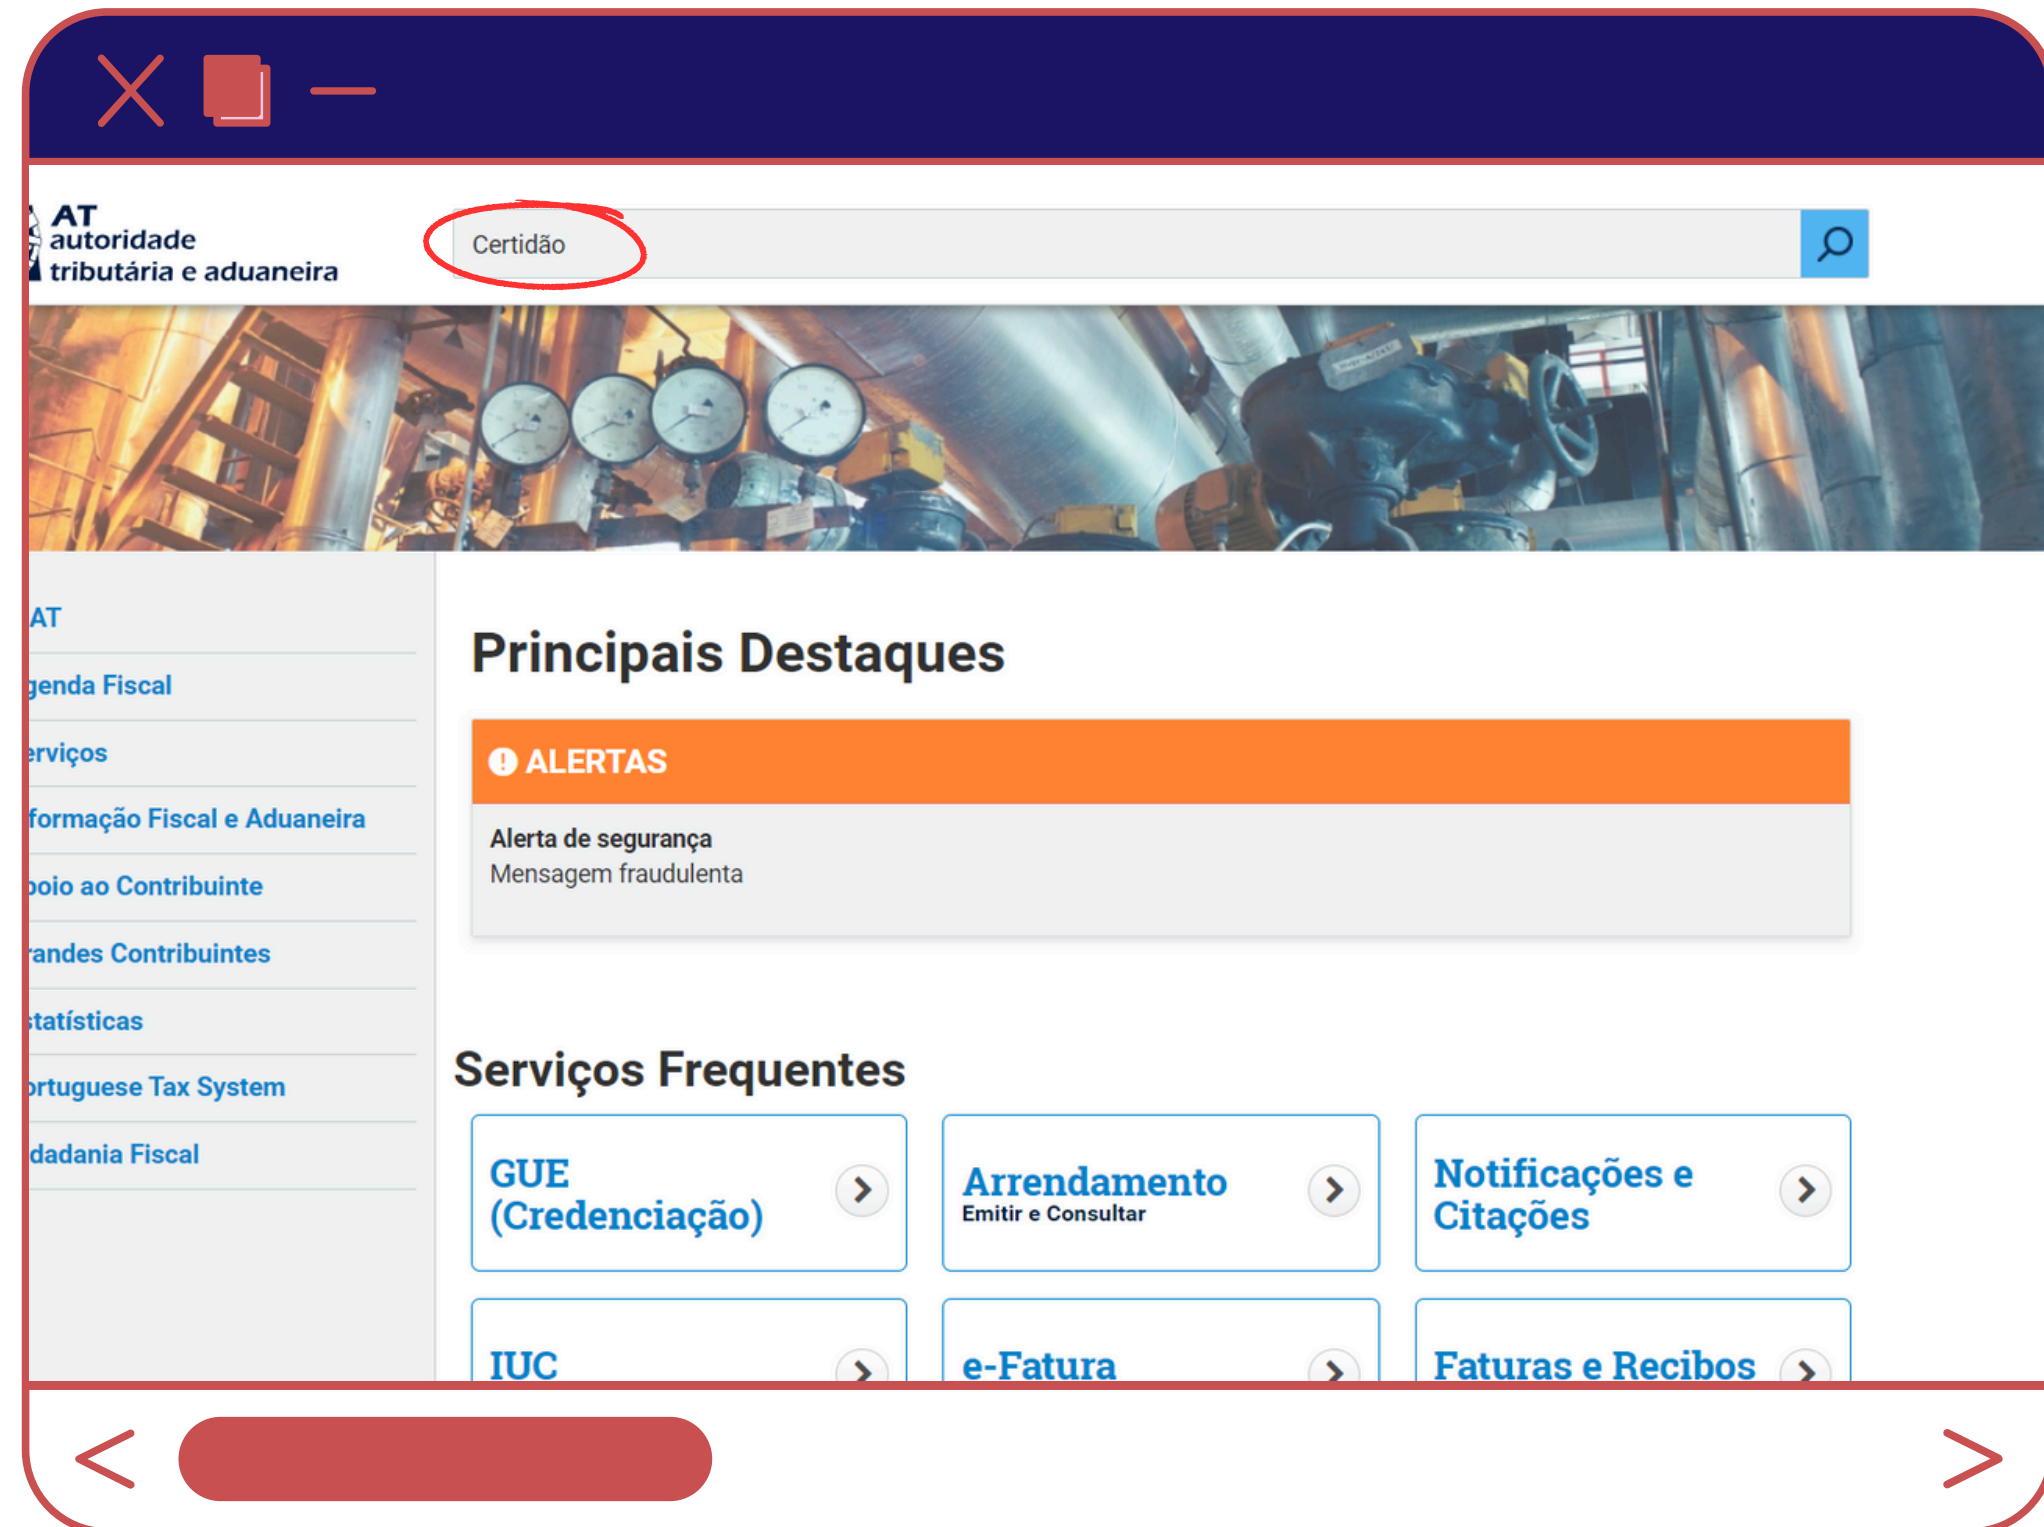 AT
autoridade
tributária e aduaneira
Certidão
AT
genda Fiscal
erviços
formação Fiscal e Aduaneira
poio ao Contribuinte
randes Contribuintes
statísticas
ortuguese Tax System
dadania Fiscal
Principais Destaques
ALERTAS
Alerta de segurança
Mensagem fraudulenta
Serviços Frequentes
GUE
(Credenciação)
Arrendamento
Emitir e Consultar
Notificações e
Citações
IUC
e-Fatura
Faturas e Recibos